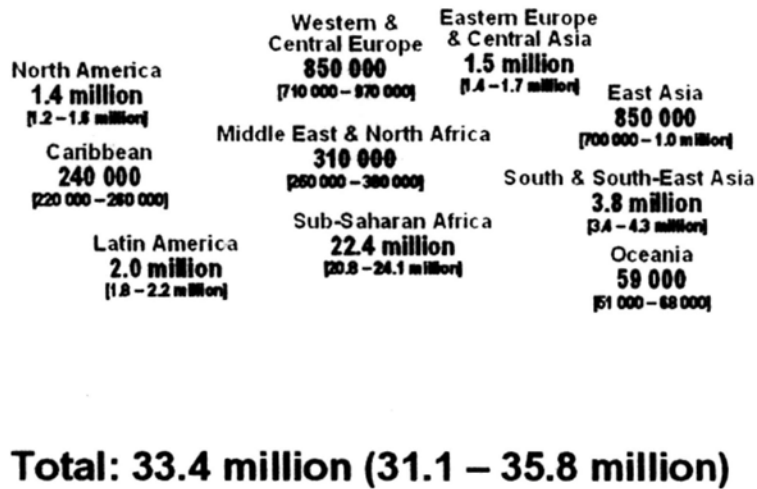 North America
1.4 million
[1.2 – 1.6 million]
Caribbean
240 000
[220 000 – 260 000]
Latin America
2.0 million
[1.8 – 2.2 million]
Western &
Central Europe
850 000
[710 000 – 970 000]
Middle East & North Africa
310 000
[250 000 – 380 000]
Sub-Saharan Africa
22.4 million
[20.8 – 24.1 million]
Eastern Europe
& Central Asia
1.5 million
[1.4 – 1.7 million]
East Asia
850 000
[700 000 – 1.0 million]
South & South-East Asia
3.8 million
[3.4 – 4.3 million]
Oceania
59 000
[51 000 – 68 000]
Total: 33.4 million (31.1 – 35.8 million)